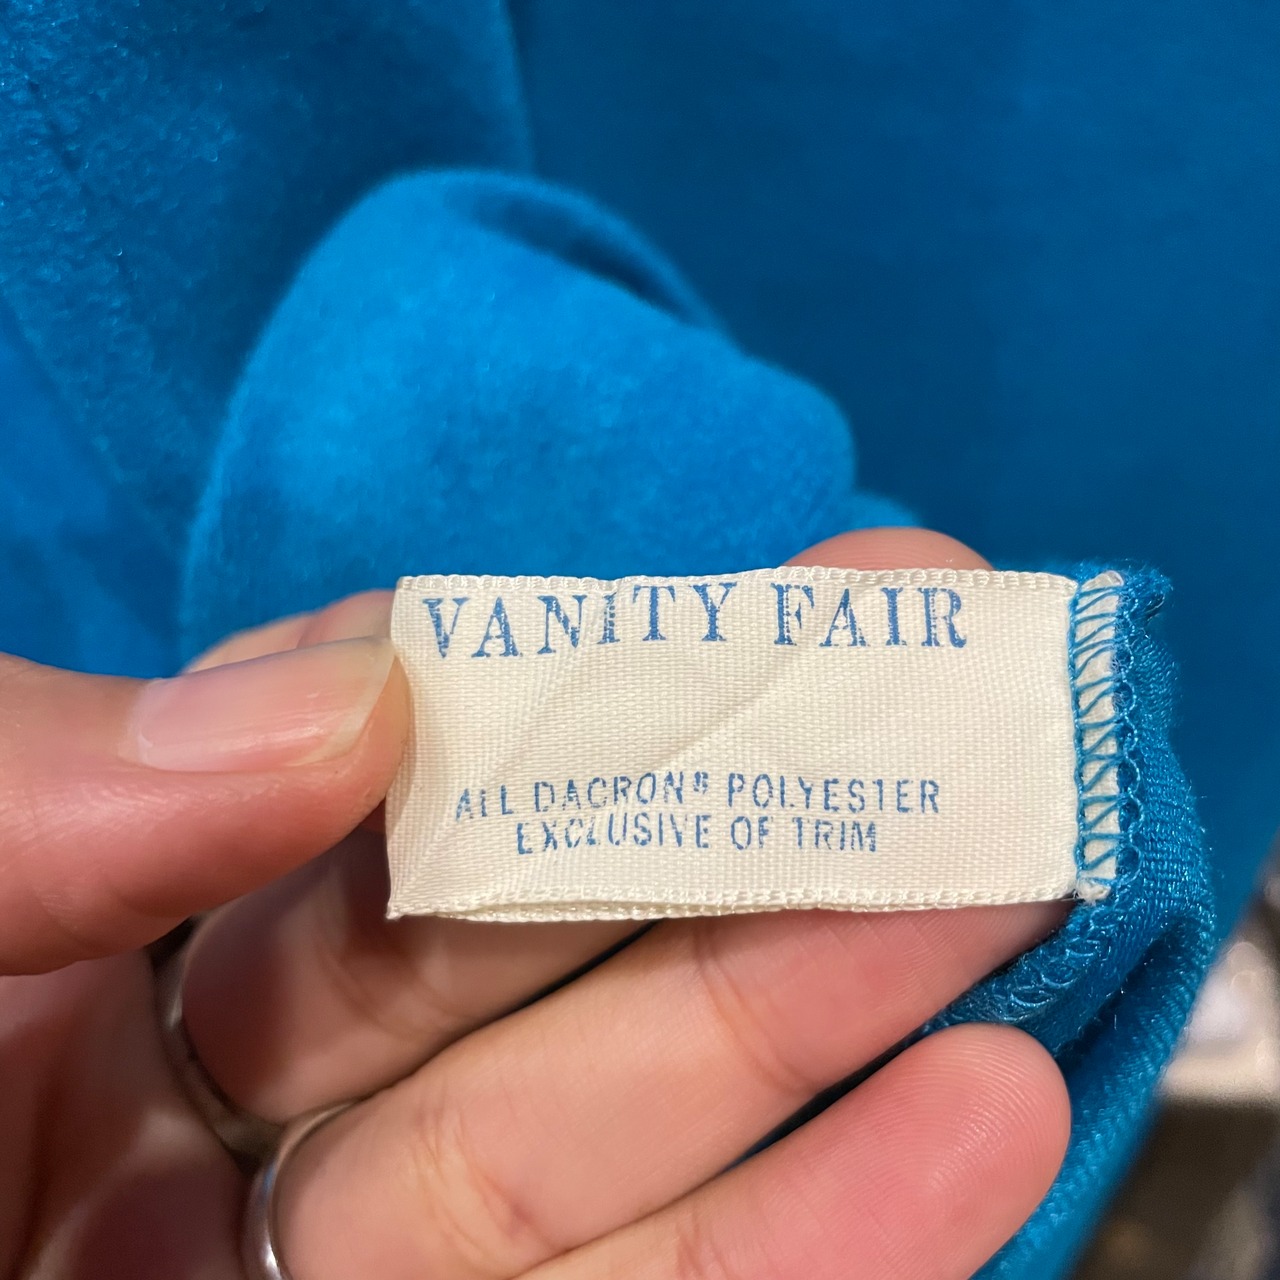 VANITY FAIR
ALL DACRON® POLYESTER
EXCLUSIVE OF TRIM